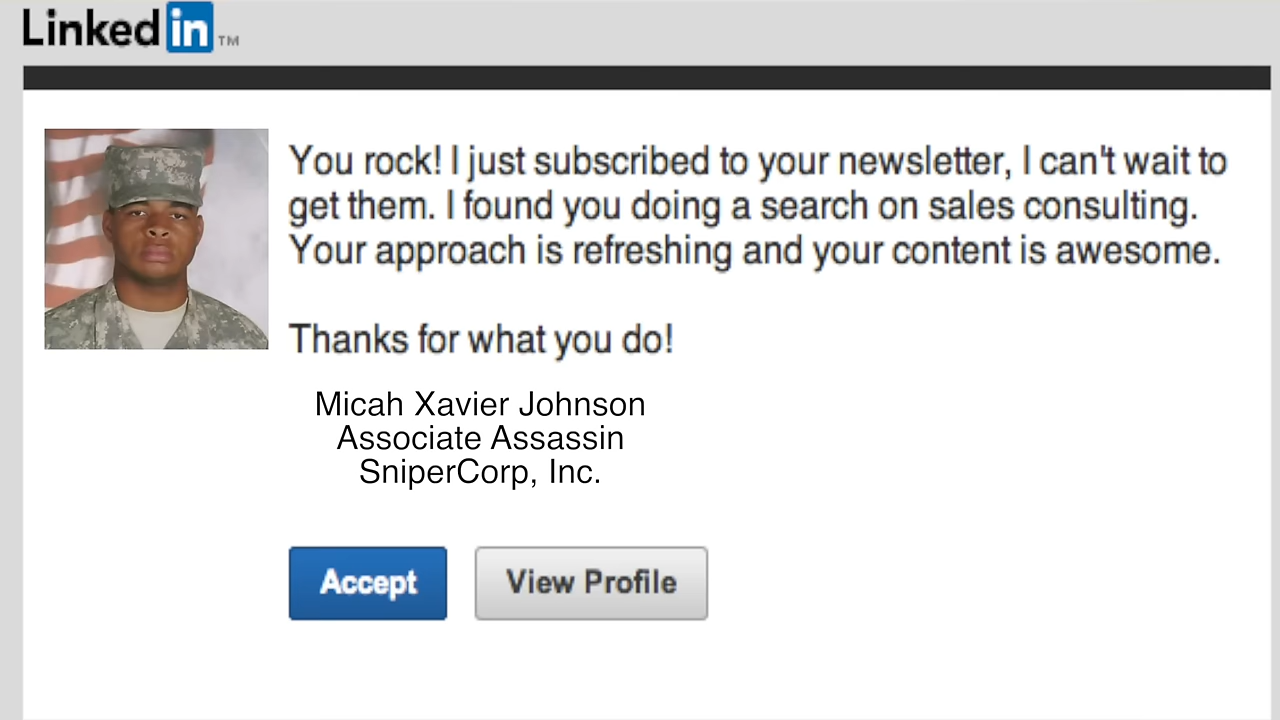 Linked in TM
You rock! I just subscribed to your newsletter, I can't wait to
get them. I found you doing a search on sales consulting.
Your approach is refreshing and your content is awesome.
Thanks for what you do!
Micah Xavier Johnson
Associate Assassin
SniperCorp, Inc.
Accept View Profile